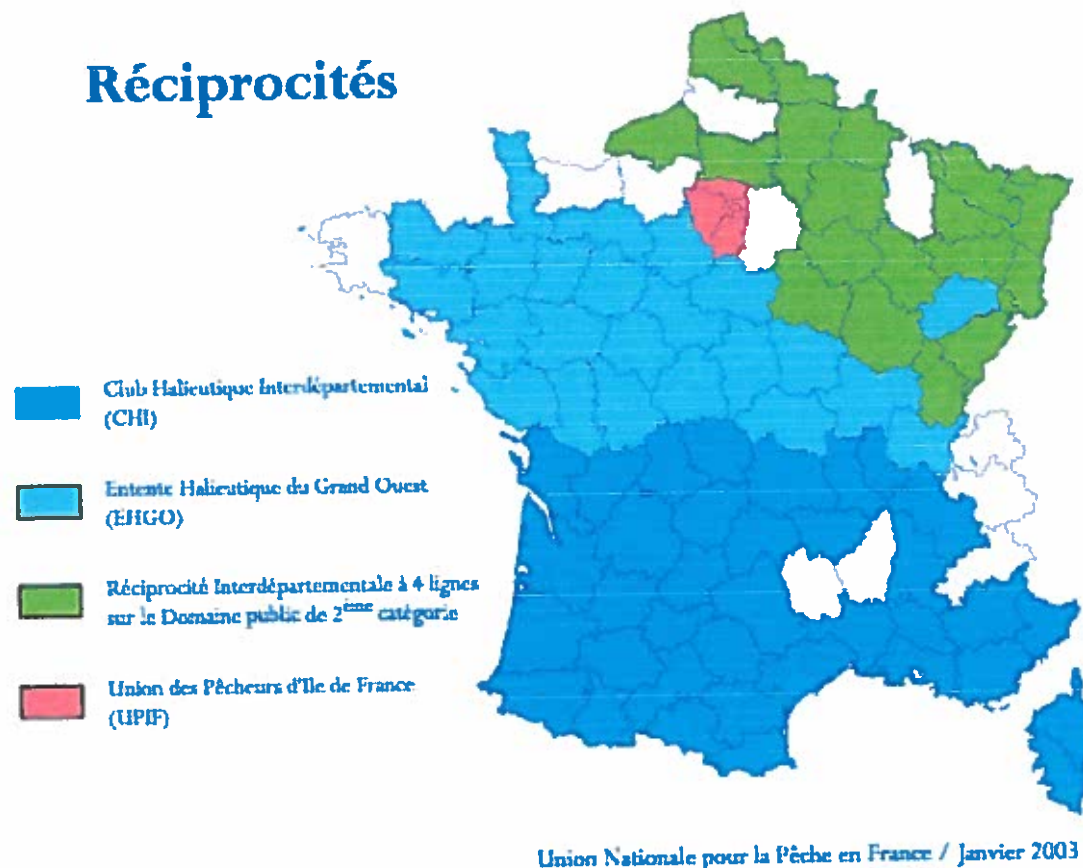 Réciprocités
Club Halieutique Interdépartemental
(CHI)
Entente Halieutique du Grand Ouest
(EHGO)
Réciprocité Interdépartementale à 4 lignes
sur le Domaine public de 2ème catégorie
Union des Pêcheurs d'Ile de France
(UPIF)
Union Nationale pour la Pêche en France / Janvier 2003